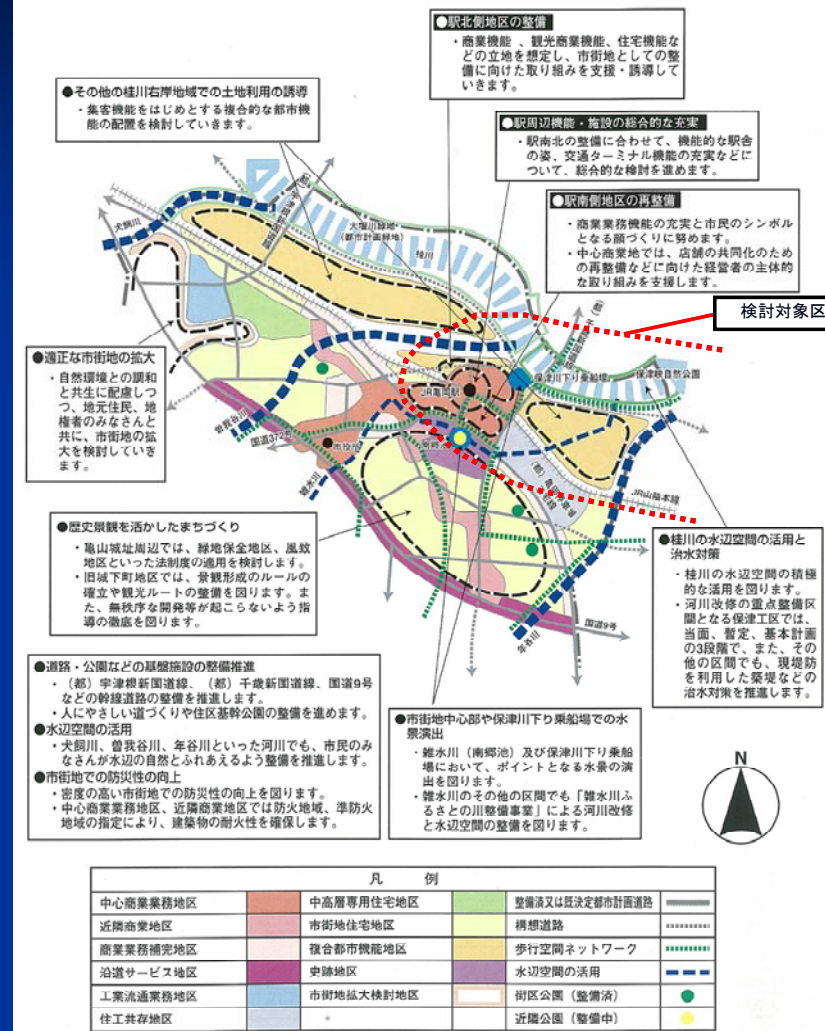 ●駅北側地区の整備
・商業機能、観光商業機能、住宅機能な
どの立地を想定し、市街地としての整
備に向けた取り組みを支援・誘導して
いきます。
●その他の桂川右岸地域での土地利用の誘導
・集客機能をはじめとする複合的な都市機
能の配置を検討していきます。
●駅周辺機能・施設の総合的な充実
・駅南北の整備に合わせて、機能的な駅舎
の姿、交通ターミナル機能の充実などに
ついて、総合的な検討を進めます。
●駅南側地区の再整備
・商業業務機能の充実と市民のシンボル
となる顔づくりに努めます。
・中心商業地では、店舗の共同化のため
の再整備などに向けた経営者の主体的
な取り組みを支援します。
検討対象区
犬飼川
大堰川緑地
(都市計画緑地)
桂川
●適正な市街地の拡大
・自然環境との調和
と共生に配慮しつ
つ、地元住民、地
権者のみなさんと
共に、市街地の拡
大を検討していき
ます。
JR亀岡駅
保津川下り乗船場
保津峡自然公園
曽我谷川
国道372号
市役所
南郷池
雑水川
JR山陰本線
国道9号
年谷川
●歴史景観を活かしたまちづくり
・亀山城址周辺では、緑地保全地区、風致
地区といった法制度の適用を検討します。
・旧城下町地区では、景観形成のルールの
確立や観光ルートの整備を図ります。ま
た、無秩序な開発等が起こらないよう指
導の徹底を図ります。
●桂川の水辺空間の活用と
治水対策
・桂川の水辺空間の積極
的な活用を図ります。
・河川改修の重点整備区
間となる保津工区では、
当面、暫定、基本計画
の3段階で、また、その
他の区間でも、現堤防
を利用した築堤などの
治水対策を推進します。
●道路・公園などの基盤施設の整備推進
・(都)宇津根新国道線、(都)千歳新国道線、国道9号
などの幹線道路の整備を推進します。
・人にやさしい道づくりや住区基幹公園の整備を進めます。
●水辺空間の活用
・犬飼川、曽我谷川、年谷川といった河川でも、市民のみ
なさんが水辺の自然とふれあえるよう整備を推進します。
●市街地での防災性の向上
・密度の高い市街地での防災性の向上を図ります。
・中心商業業務地区、近隣商業地区では防火地域、準防火
地域の指定により、建築物の耐火性を確保します。
●市街地中心部や保津川下り乗船場での水
景演出
・雑水川(南郷池)及び保津川下り乗船
場において、ポイントとなる水景の演
出を図ります。
・雑水川のその他の区間でも「雑水川ふ
るさとの川整備事業」による河川改修
と水辺空間の整備を図ります。
N
凡 例
中心商業業務地区 中高層専用住宅地区 整備済又は既決定都市計画道路
近隣商業地区 市街地住宅地区 構想道路
商業業務補完地区 複合都市機能地区 歩行空間ネットワーク
沿道サービス地区 史跡地区 水辺空間の活用
工業流通業務地区 市街地拡大検討地区 街区公園(整備済)
住工共存地区 近隣公園(整備中)